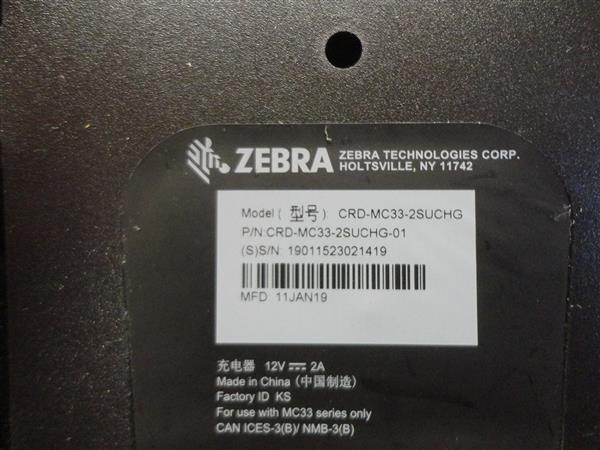 ZEBRA ZEBRA TECHNOLOGIES CORP.
HOLTSVILLE, NY 11742
Model (型号): CRD-MC33-2SUCHG
P/N:CRD-MC33-2SUCHG-01
(S)S/N: 19011523021419
MFD: 11JAN19
充电器 12V ⎓ 2A
Made in China (中国制造)
Factory ID KS
For use with MC33 series only
CAN ICES-3(B)/ NMB-3(B)